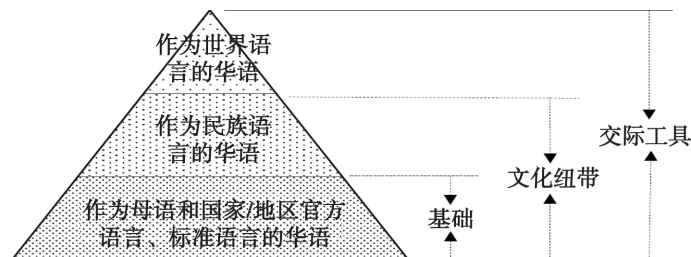 作为世界语
言的华语
作为民族语
言的华语
作为母语和国家/地区官方
语言、标准语言的华语
基础
文化纽带
交际工具